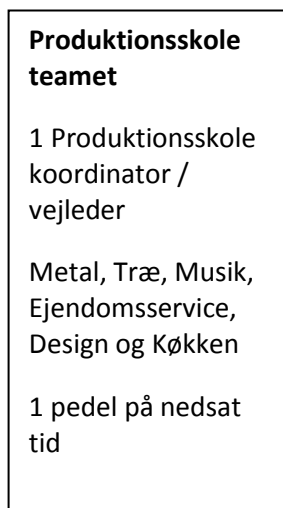 Produktionsskole
teamet
1 Produktionsskole
koordinator /
vejleder
Metal, Træ, Musik,
Ejendomsservice,
Design og Køkken
1 pedel på nedsat
tid